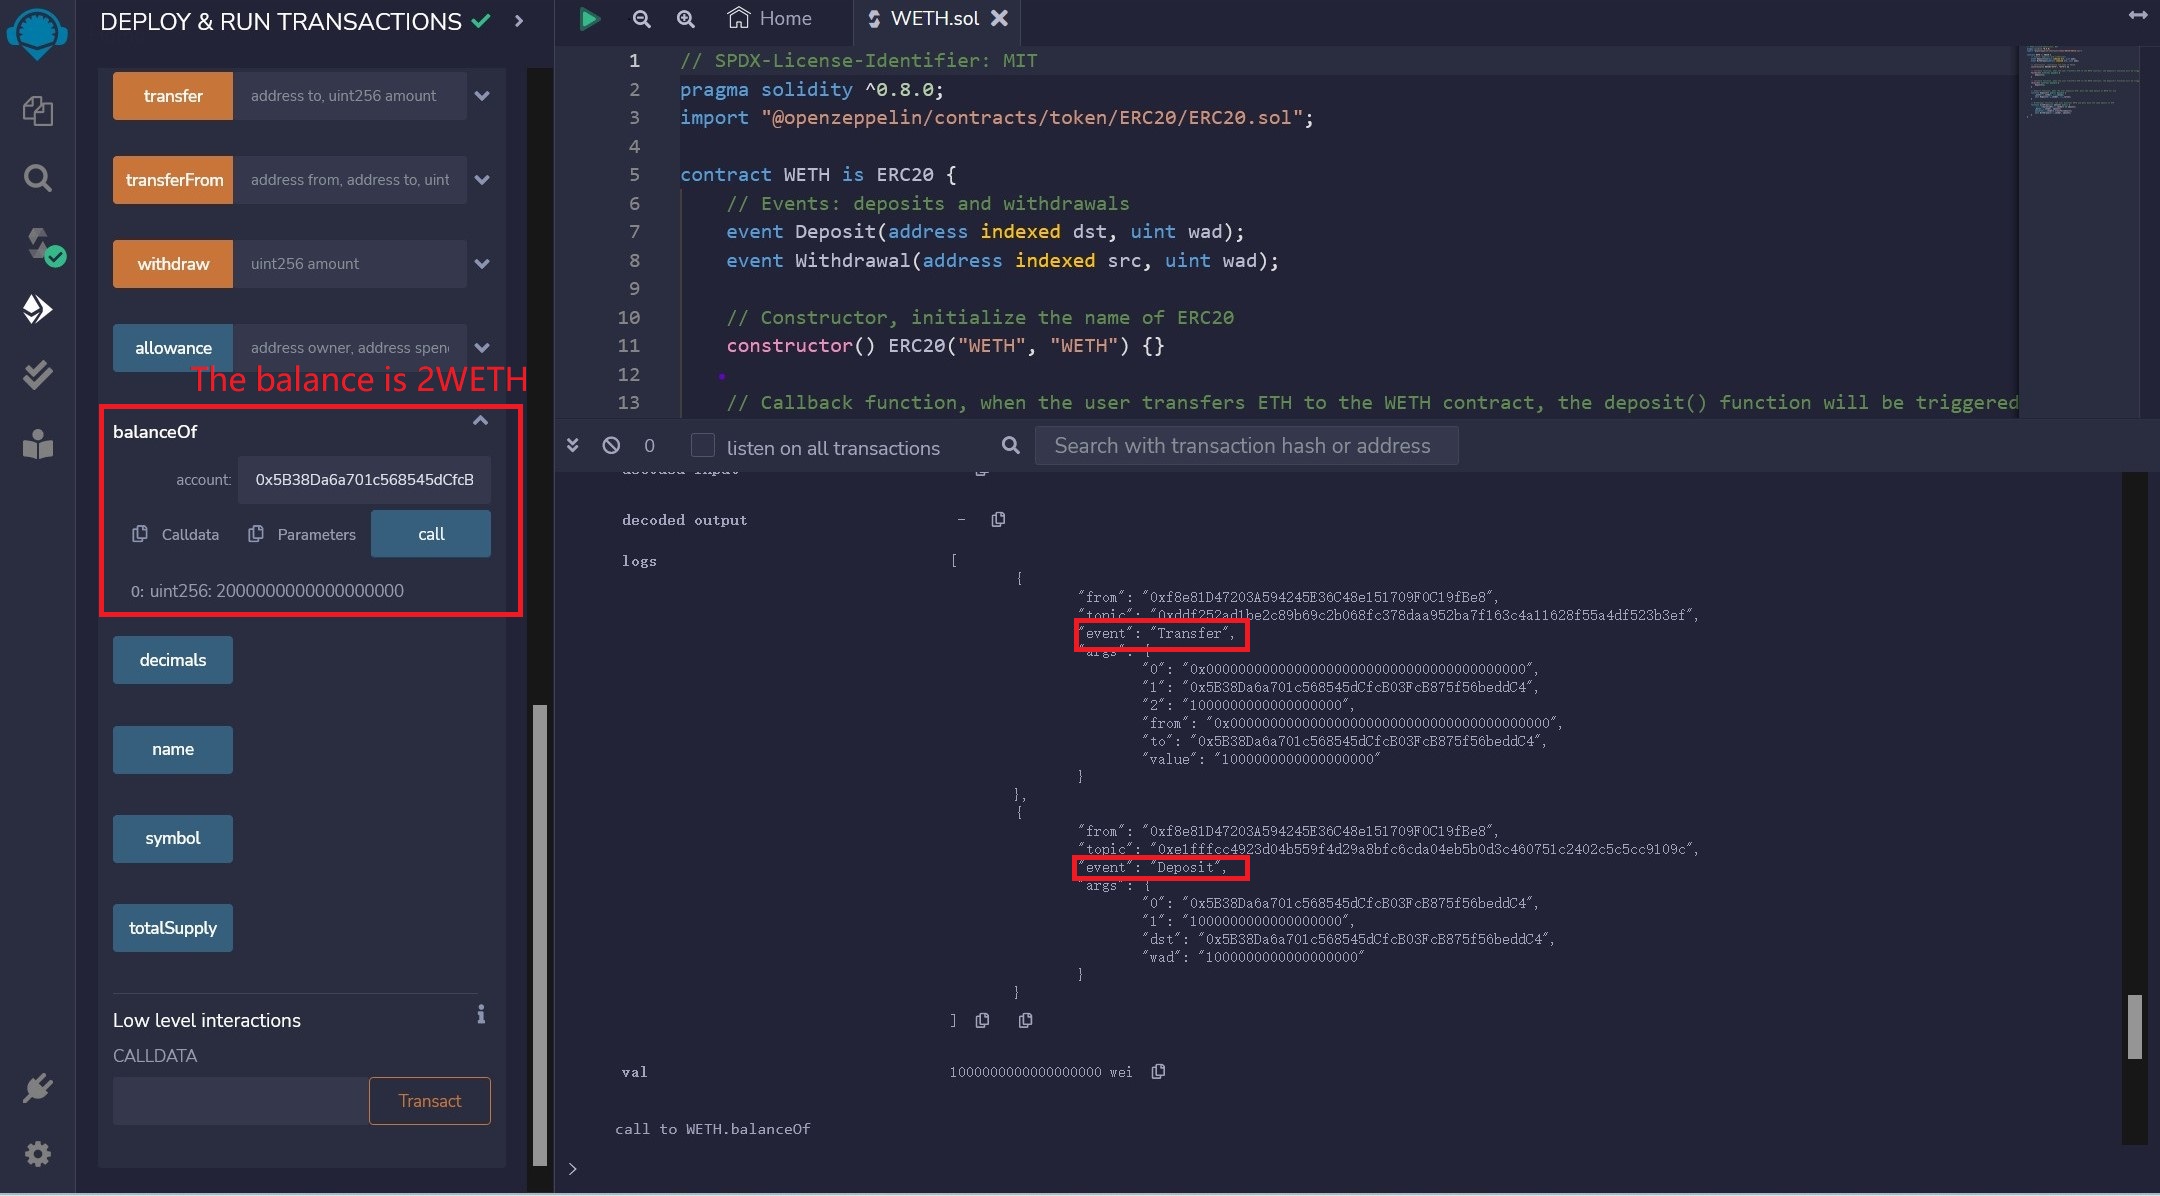 DEPLOY & RUN TRANSACTIONS
transfer
address to, uint256 amount
transferFrom
address from, address to, uint
withdraw
uint256 amount
allowance
address owner, address spen
The balance is 2WETH
balanceOf
account:
0x5B38Da6a701c568545dCfcB
Calldata
Parameters
call
0: uint256: 2000000000000000000
decimals
name
symbol
totalSupply
Low level interactions
CALLDATA
Transact
Home
WETH.sol
1 // SPDX-License-Identifier: MIT
2 pragma solidity ^0.8.0;
3 import "@openzeppelin/contracts/token/ERC20/ERC20.sol";
4
5 contract WETH is ERC20 {
6 // Events: deposits and withdrawals
7 event Deposit(address indexed dst, uint wad);
8 event Withdrawal(address indexed src, uint wad);
9
10 // Constructor, initialize the name of ERC20
11 constructor() ERC20("WETH", "WETH") {}
12
13 // Callback function, when the user transfers ETH to the WETH contract, the deposit() function will be triggered
0
listen on all transactions
Search with transaction hash or address
decoded output
-
logs
[
{
"from": "0xf8e81D47203A594245E36C48e151709F0C19fBe8",
"topic": "0xddf252ad1be2c89b69c2b068fc378daa952ba7f163c4a11628f55a4df523b3ef",
"event": "Transfer",
"args": {
"0": "0x0000000000000000000000000000000000000000",
"1": "0x5B38Da6a701c568545dCfcB03FcB875f56beddC4",
"2": "1000000000000000000",
"from": "0x0000000000000000000000000000000000000000",
"to": "0x5B38Da6a701c568545dCfcB03FcB875f56beddC4",
"value": "1000000000000000000"
}
},
{
"from": "0xf8e81D47203A594245E36C48e151709F0C19fBe8",
"topic": "0xe1fffcc4923d04b559f4d29a8bfc6cda04eb5b0d3c460751c2402c5c5cc9109c",
"event": "Deposit",
"args": {
"0": "0x5B38Da6a701c568545dCfcB03FcB875f56beddC4",
"1": "1000000000000000000",
"dst": "0x5B38Da6a701c568545dCfcB03FcB875f56beddC4",
"wad": "1000000000000000000"
}
}
]
val
1000000000000000000 wei
call to WETH.balanceOf
>